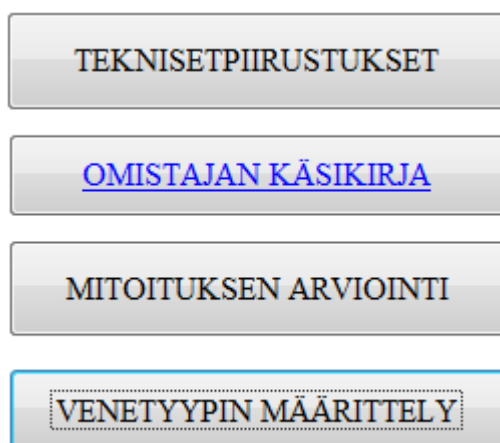 TEKNISETPIIRUSTUKSET
OMISTAJAN KÄSIKIRJA
MITOITUKSEN ARVIOINTI
VENETYYPIN MÄÄRITTELY